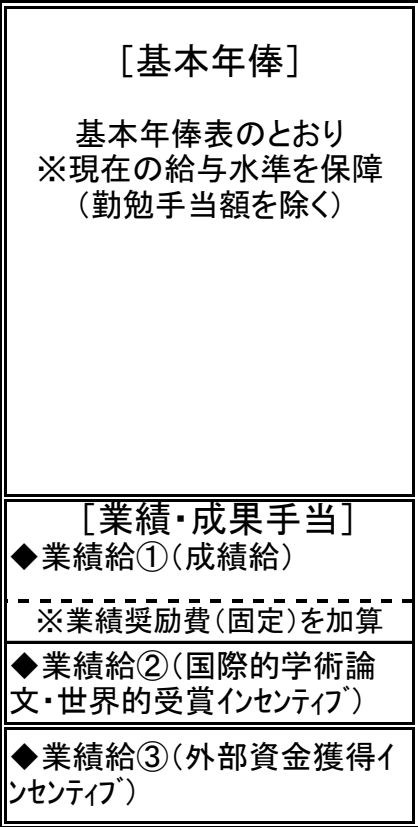 ［基本年俸］
基本年俸表のとおり
※現在の給与水準を保障
（勤勉手当額を除く）
［業績・成果手当］
◆業績給①（成績給）
※業績奨励費（固定）を加算
◆業績給②（国際的学術論
文・世界的受賞ｲﾝｾﾝﾃｨﾌﾞ）
◆業績給③（外部資金獲得ｲ
ﾝｾﾝﾃｨﾌﾞ）